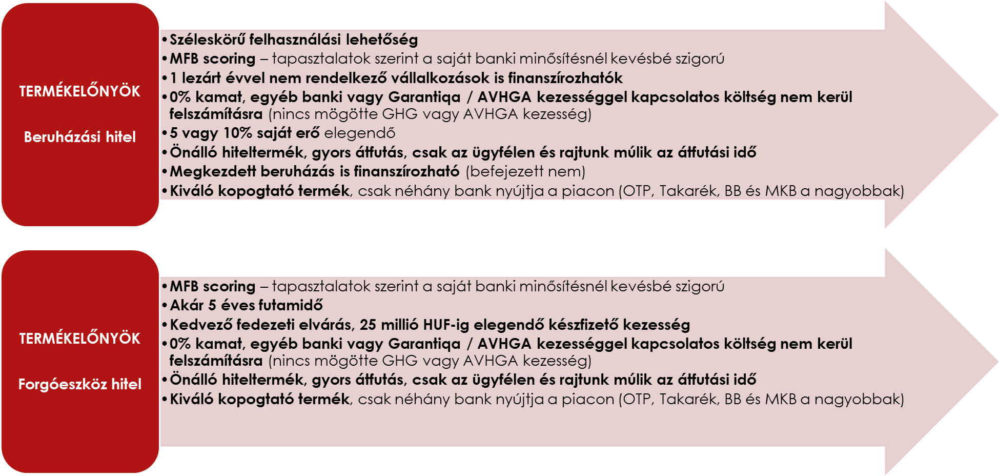 TERMÉKELŐNYÖK
Beruházási hitel
•Széleskörű felhasználási lehetőség
•MFB scoring – tapasztalatok szerint a saját banki minősítésnél kevésbé szigorú
•1 lezárt évvel nem rendelkező vállalkozások is finanszírozhatók
•0% kamat, egyéb banki vagy Garantiqa / AVHGA kezességgel kapcsolatos költség nem kerül
felszámításra (nincs mögötte GHG vagy AVHGA kezesség)
•5 vagy 10% saját erő elegendő
•Önálló hiteltermék, gyors átfutás, csak az ügyfélen és rajtunk múlik az átfutási idő
•Megkezdett beruházás is finanszírozható (befejezett nem)
•Kiváló kopogtató termék, csak néhány bank nyújtja a piacon (OTP, Takarék, BB és MKB a nagyobbak)
TERMÉKELŐNYÖK
Forgóeszköz hitel
•MFB scoring – tapasztalatok szerint a saját banki minősítésnél kevésbé szigorú
•Akár 5 éves futamidő
•Kedvező fedezeti elvárás, 25 millió HUF-ig elegendő készfizető kezesség
•0% kamat, egyéb banki vagy Garantiqa / AVHGA kezességgel kapcsolatos költség nem kerül
felszámításra (nincs mögötte GHG vagy AVHGA kezesség)
•Önálló hiteltermék, gyors átfutás, csak az ügyfélen és rajtunk múlik az átfutási idő
•Kiváló kopogtató termék, csak néhány bank nyújtja a piacon (OTP, Takarék, BB és MKB a nagyobbak)